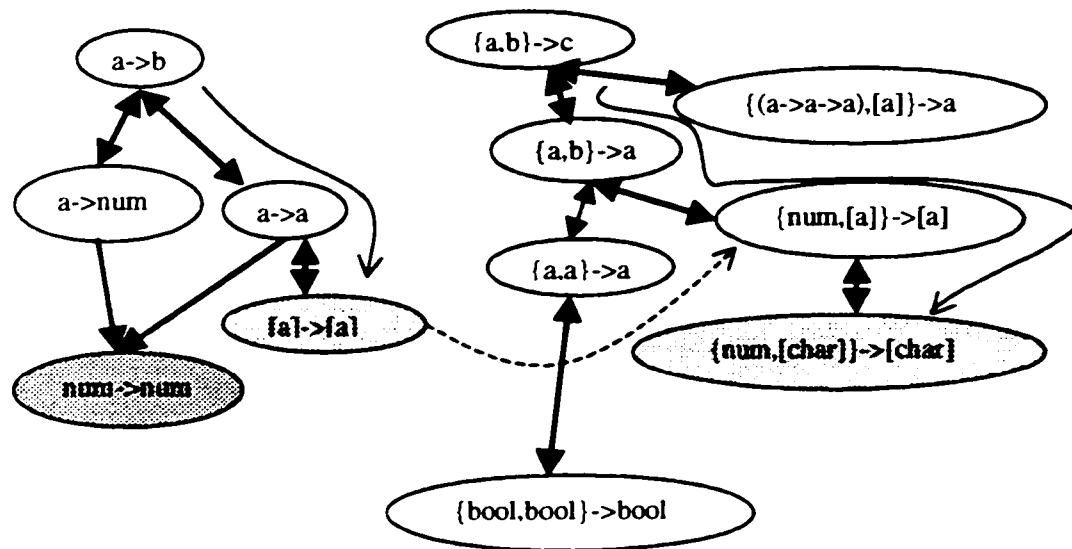 {a,b}->c
a->b
{(a->a->a),[a]}->a
{a,b}->a
a->num
a->a
{num,[a]}->[a]
{a,a}->a
[a]->[a]
{num,[char]}->[char]
num->num
{bool,bool}->bool